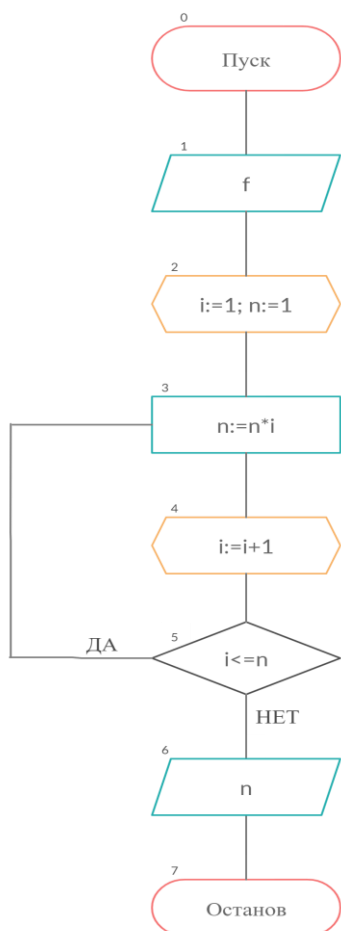 0
Пуск
1
f
2
i:=1; n:=1
3
n:=n*i
4
i:=i+1
5
ДА
i<=n
НЕТ
6
n
7
Останов